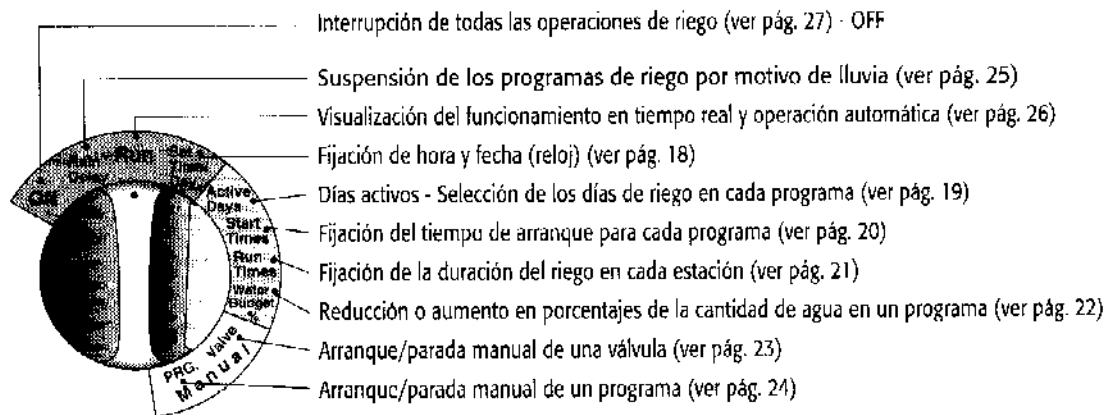 Interrupción de todas las operaciones de riego (ver pág. 27) - OFF
Suspensión de los programas de riego por motivo de lluvia (ver pág. 25)
Visualización del funcionamiento en tiempo real y operación automática (ver pág. 26)
Fijación de hora y fecha (reloj) (ver pág. 18)
Días activos - Selección de los días de riego en cada programa (ver pág. 19)
Fijación del tiempo de arranque para cada programa (ver pág. 20)
Fijación de la duración del riego en cada estación (ver pág. 21)
Reducción o aumento en porcentajes de la cantidad de agua en un programa (ver pág. 22)
Arranque/parada manual de una válvula (ver pág. 23)
Arranque/parada manual de un programa (ver pág. 24)
Off
Rain
Delay
Run
Set
Time
Active
Days
Start
Times
Run
Times
Water
Budget
%
Valve
PRG.
Manual